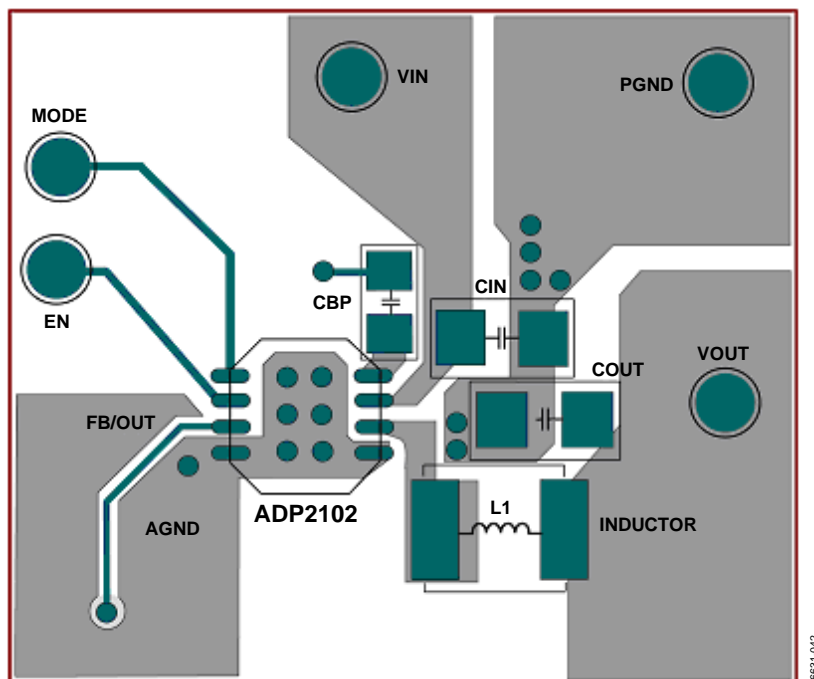 VIN
PGND
MODE
EN
CBP
CIN
COUT
VOUT
FB/OUT
ADP2102
L1
AGND
INDUCTOR